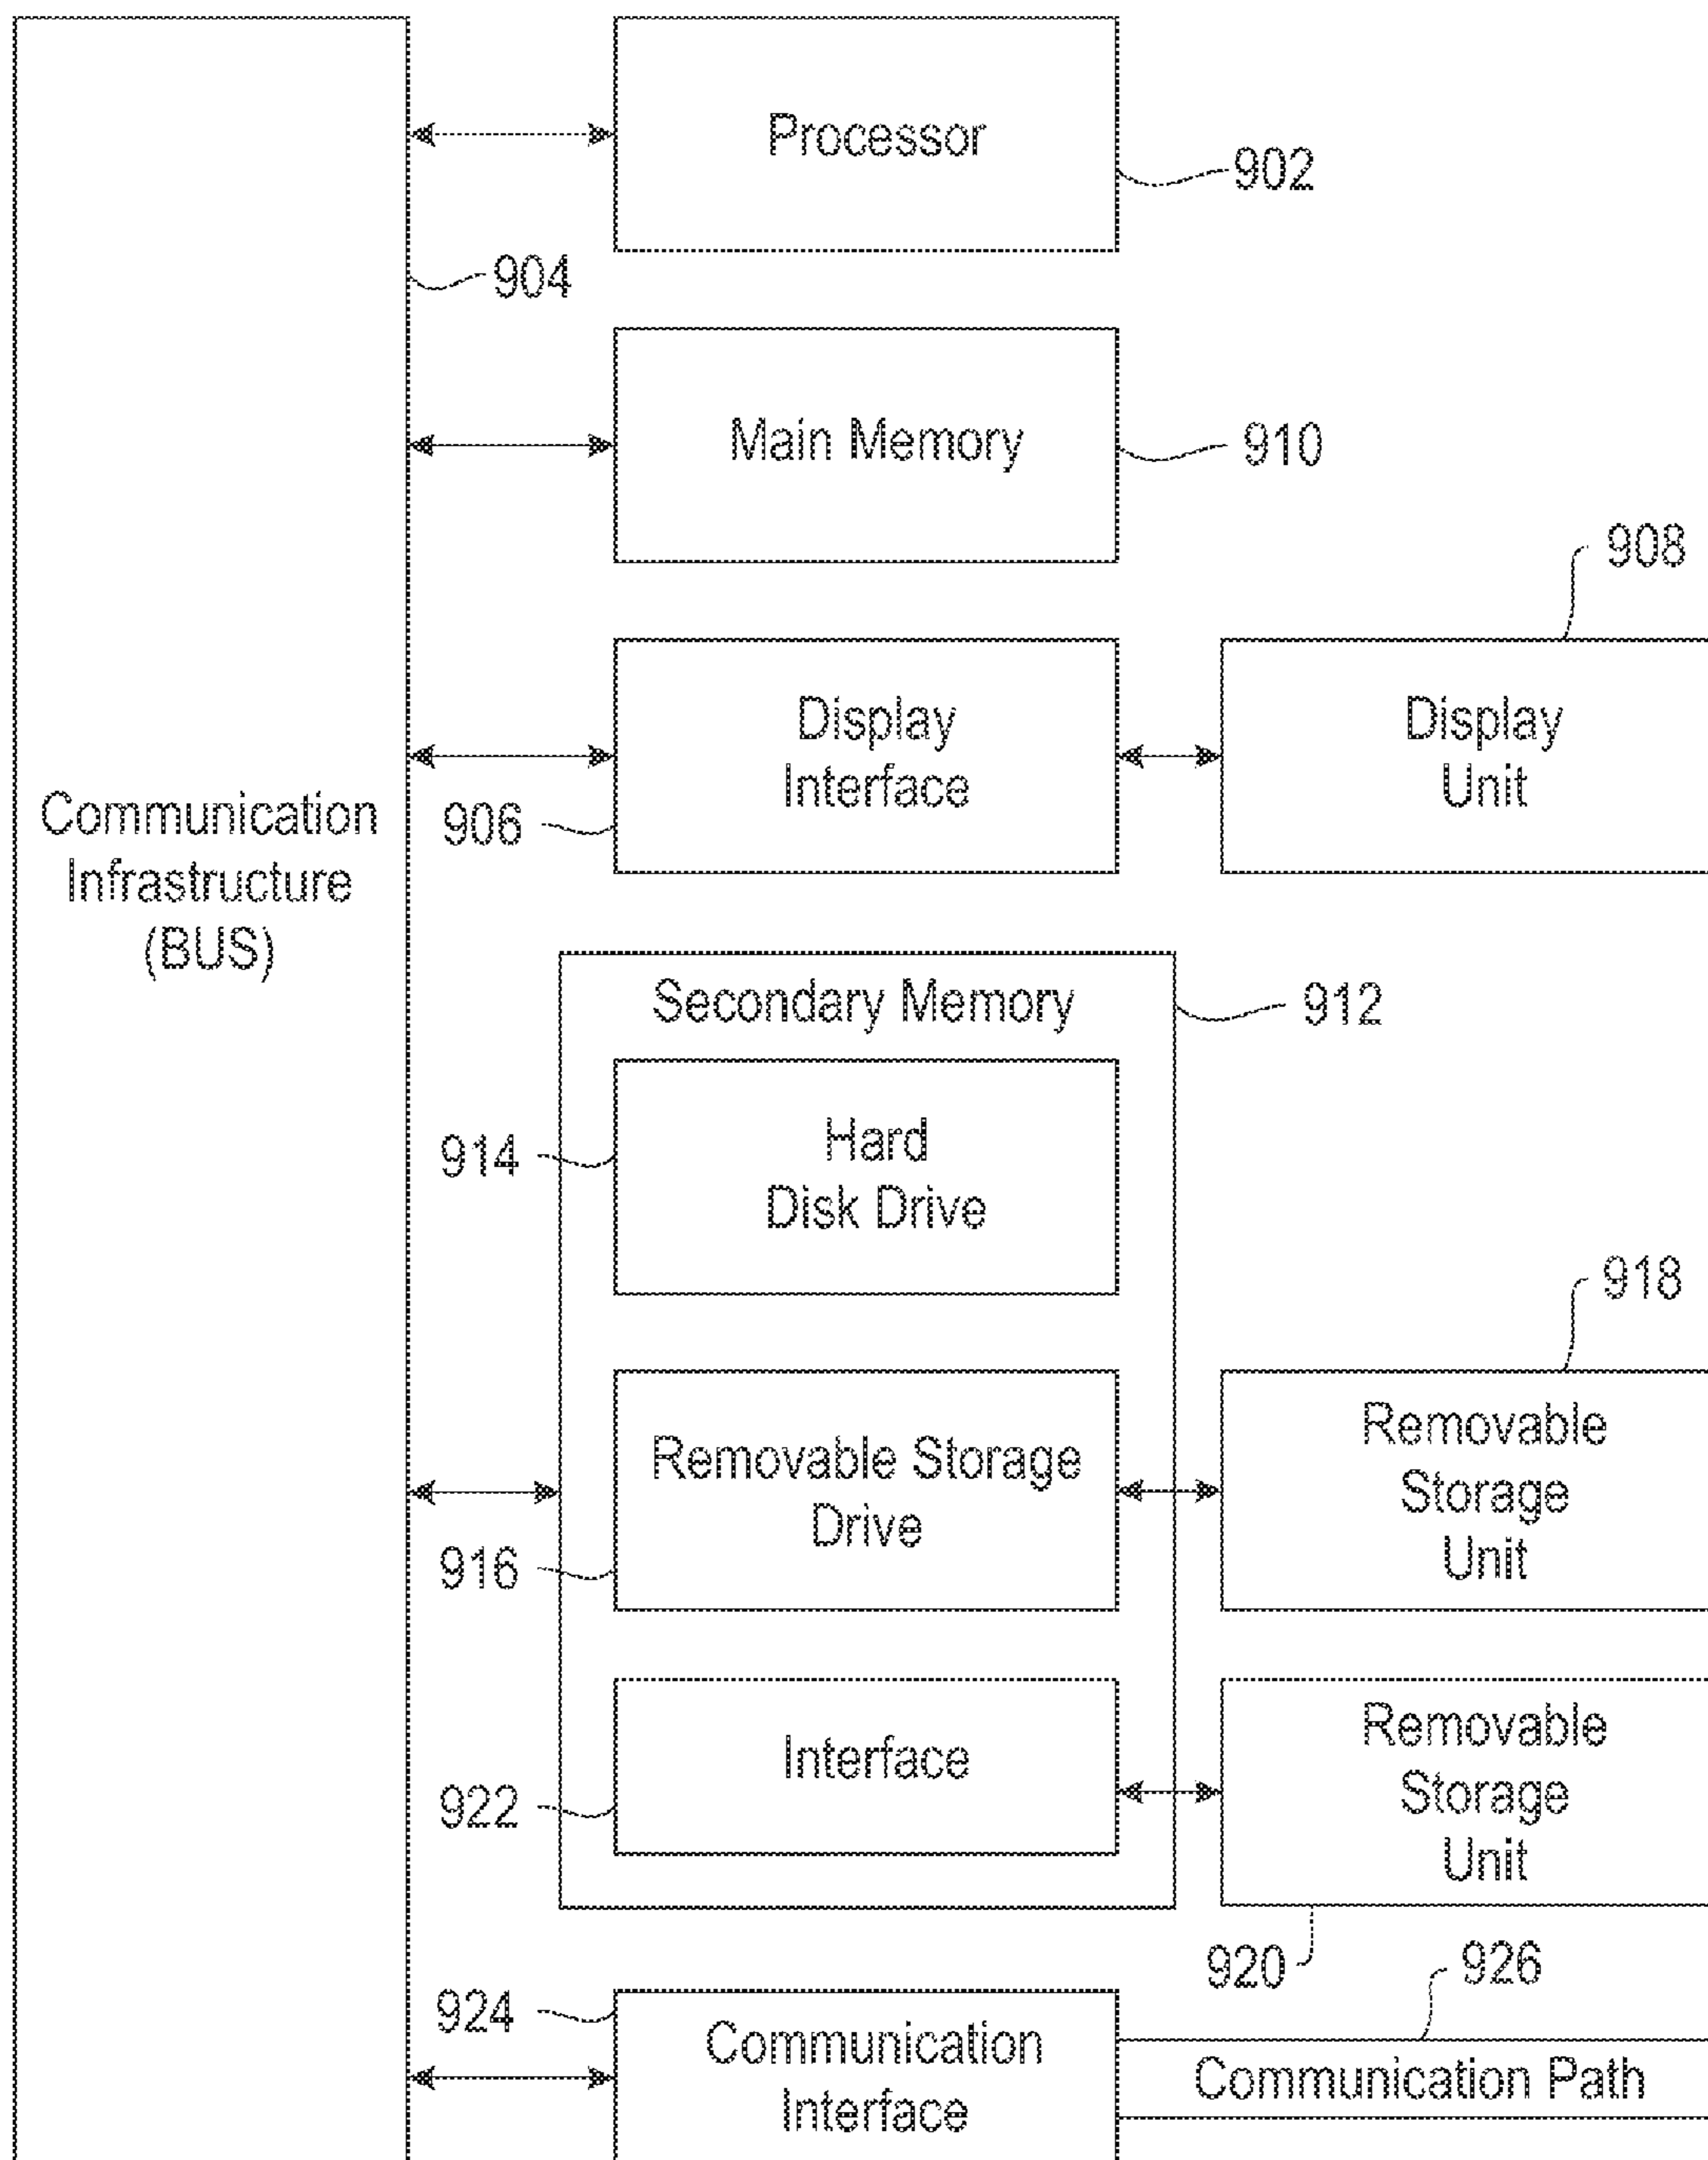 Processor
902
904
Main Memory
910
908
Display
Interface
Display
Unit
906
Communication
Infrastructure
(BUS)
Secondary Memory
912
914
Hard
Disk Drive
918
Removable Storage
Drive
916
Removable
Storage
Unit
Interface
922
Removable
Storage
Unit
920
926
924
Communication
Interface
Communication Path